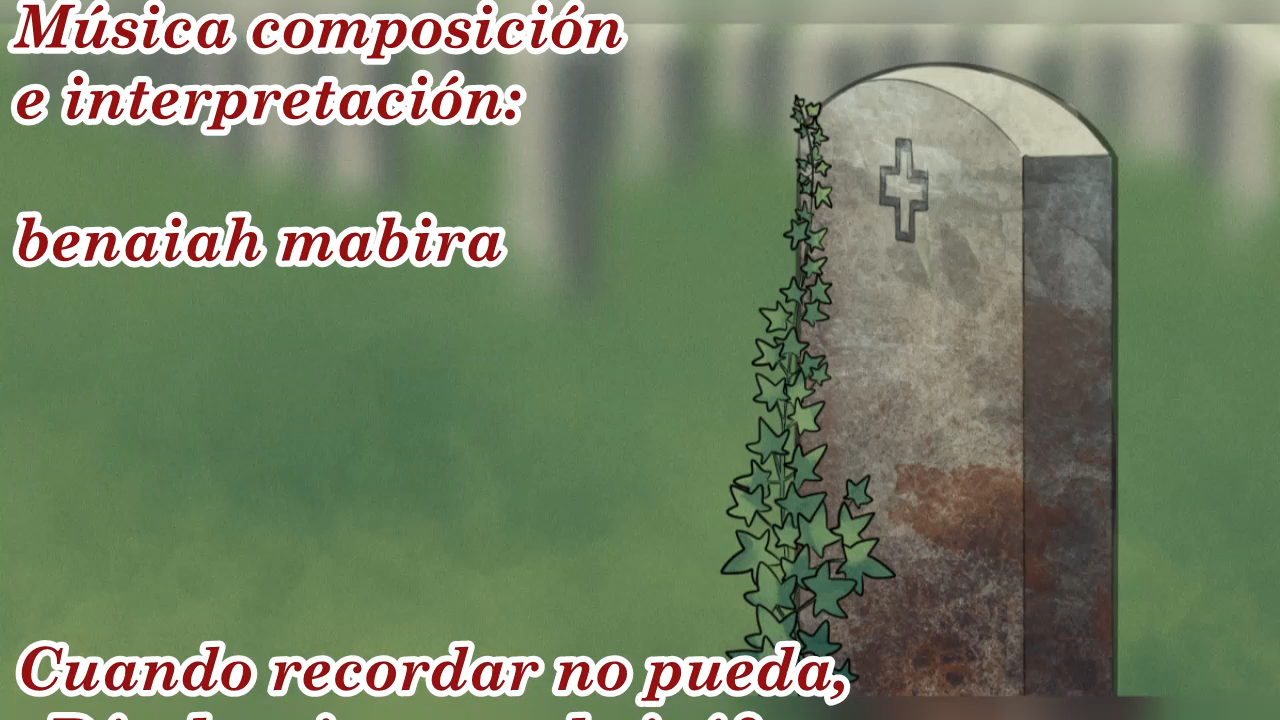 Música composición
e interpretación:
benaiah mabira
Cuando recordar no pueda,